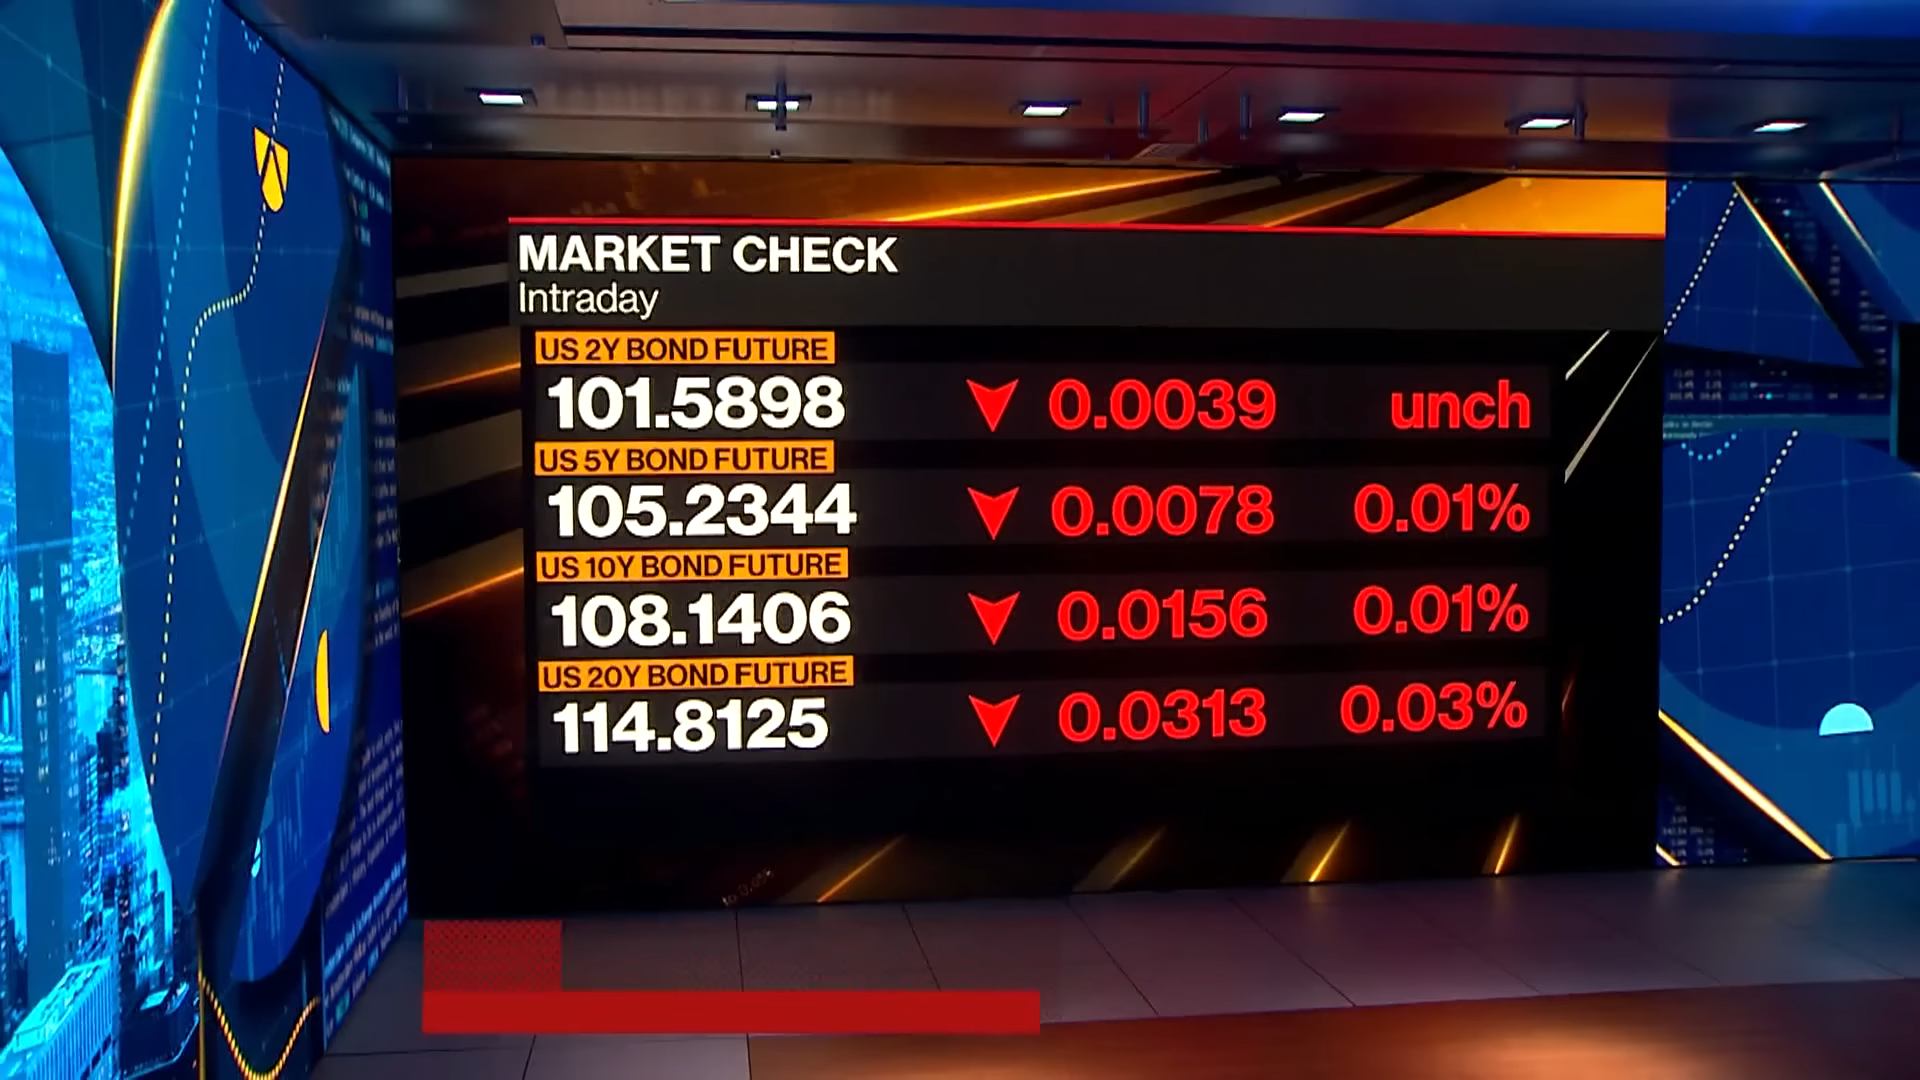 MARKET CHECK
Intraday
US 2Y BOND FUTURE
101.5898 0.0039 unch
US 5Y BOND FUTURE
105.2344 0.0078 0.01%
US 10Y BOND FUTURE
108.1406 0.0156 0.01%
US 20Y BOND FUTURE
114.8125 0.0313 0.03%